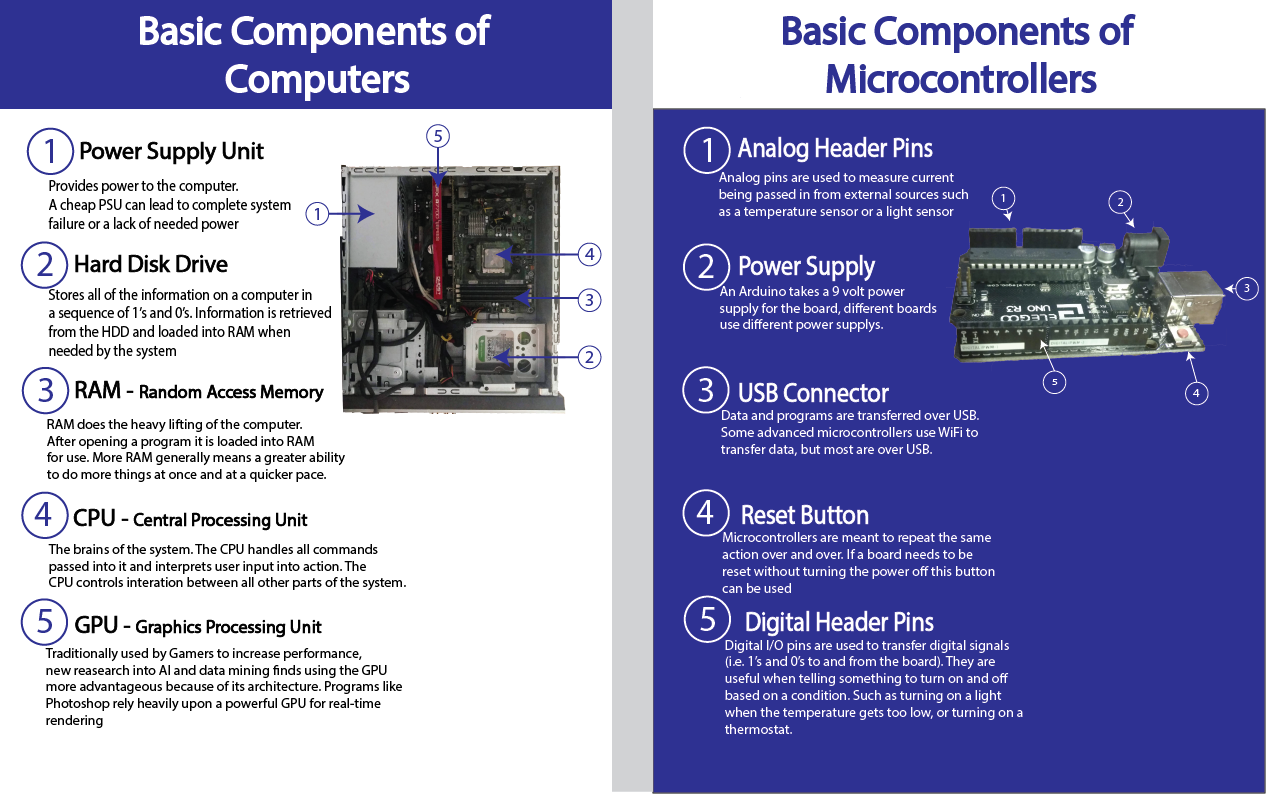 Basic Components of
Computers
1 Power Supply Unit
Provides power to the computer.
A cheap PSU can lead to complete system
failure or a lack of needed power
2 Hard Disk Drive
Stores all of the information on a computer in
a sequence of 1's and 0's. Information is retrieved
from the HDD and loaded into RAM when
needed by the system
3 RAM - Random Access Memory
RAM does the heavy lifting of the computer.
After opening a program it is loaded into RAM
for use. More RAM generally means a greater ability
to do more things at once and at a quicker pace.
4 CPU - Central Processing Unit
The brains of the system. The CPU handles all commands
passed into it and interprets user input into action. The
CPU controls interation between all other parts of the system.
5 GPU - Graphics Processing Unit
Traditionally used by Gamers to increase performance,
new reasearch into AI and data mining finds using the GPU
more advantageous because of its architecture. Programs like
Photoshop rely heavily upon a powerful GPU for real-time
rendering
5
1
4
3
2
Basic Components of
Microcontrollers
1 Analog Header Pins
Analog pins are used to measure current
being passed in from external sources such
as a temperature sensor or a light sensor
2 Power Supply
An Arduino takes a 9 volt power
supply for the board, different boards
use different power supplys.
3 USB Connector
Data and programs are transferred over USB.
Some advanced microcontrollers use WiFi to
transfer data, but most are over USB.
4 Reset Button
Microcontrollers are meant to repeat the same
action over and over. If a board needs to be
reset without turning the power off this button
can be used
5 Digital Header Pins
Digital I/O pins are used to transfer digital signals
(i.e. 1's and 0's to and from the board). They are
useful when telling something to turn on and off
based on a condition. Such as turning on a light
when the temperature gets too low, or turning on a
thermostat.
1
2
3
ELEGOO
UNO R3
5
4